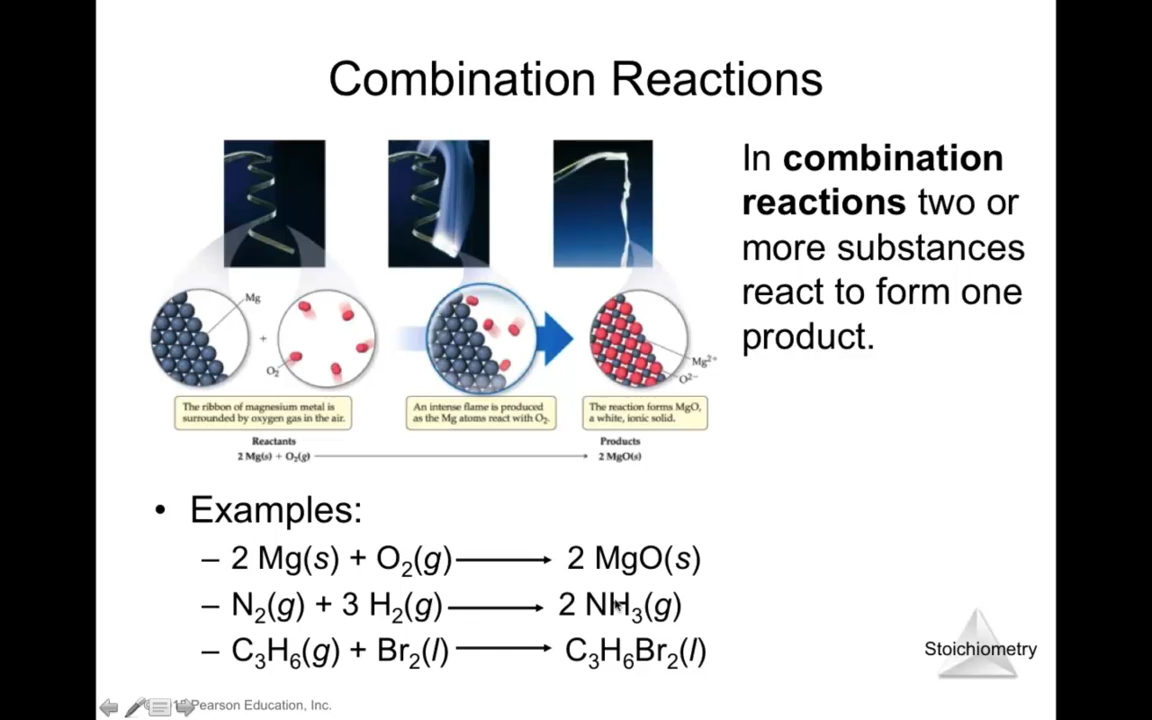 Combination Reactions
In combination
reactions two or
more substances
react to form one
product.
Mg
+
O₂
Mg²⁺
O²⁻
The ribbon of magnesium metal is
surrounded by oxygen gas in the air.
An intense flame is produced
as the Mg atoms react with O₂.
The reaction forms MgO,
a white, ionic solid.
Reactants
2 Mg(s) + O₂(g)
Products
2 MgO(s)
• Examples:
– 2 Mg(s) + O₂(g) ⟶ 2 MgO(s)
– N₂(g) + 3 H₂(g) ⟶ 2 NH₃(g)
– C₃H₆(g) + Br₂(l) ⟶ C₃H₆Br₂(l)
Stoichiometry
Pearson Education, Inc.